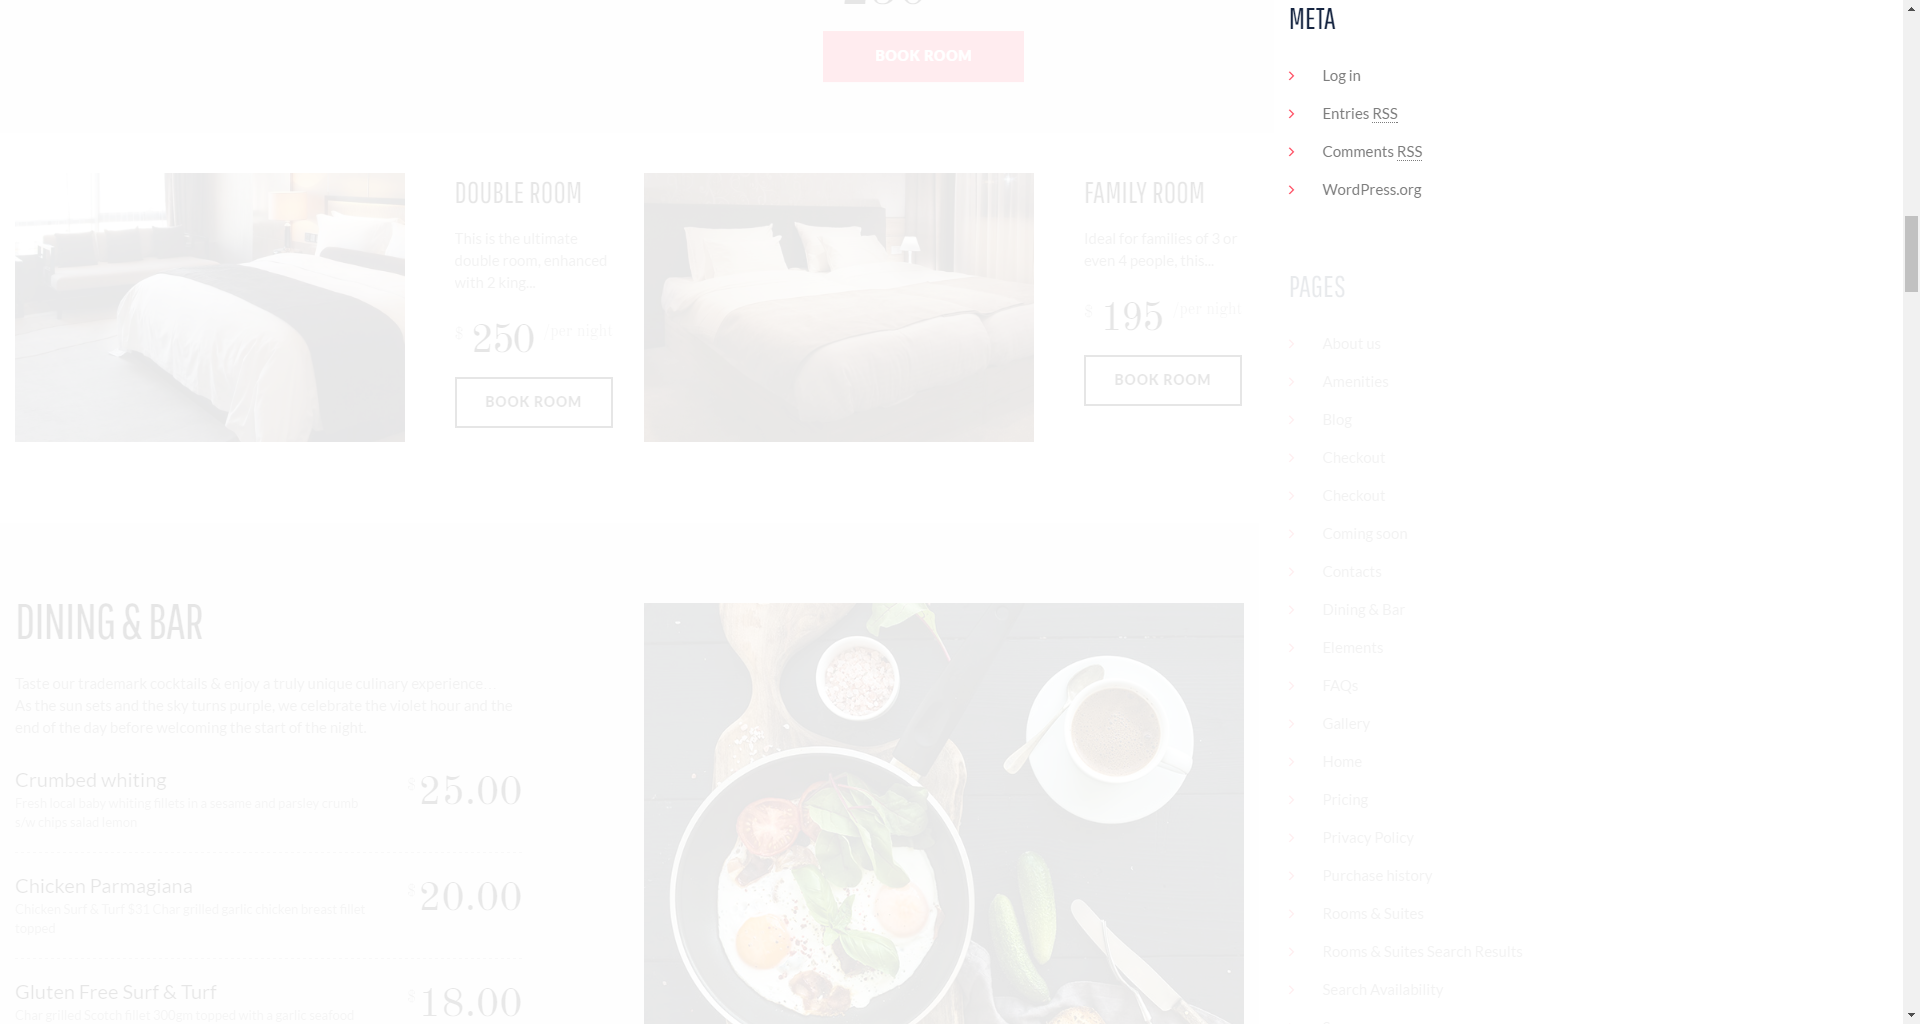 BOOK ROOM
DOUBLE ROOM
This is the ultimate
double room, enhanced
with 2 king...
$ 250 /per night
BOOK ROOM
FAMILY ROOM
Ideal for families of 3 or
even 4 people, this...
$ 195 /per night
BOOK ROOM
DINING & BAR
Taste our trademark cocktails & enjoy a truly unique culinary experience...
As the sun sets and the sky turns purple, we celebrate the violet hour and the
end of the day before welcoming the start of the night.
Crumbed whiting
$25.00
Fresh local baby whiting fillets in a sesame and parsley crumb
s/w chips salad lemon
Chicken Parmagiana
$20.00
Chicken Surf & Turf $31 Char grilled garlic chicken breast fillet
topped
Gluten Free Surf & Turf
$18.00
Char grilled Scotch fillet 300gm topped with a garlic seafood
META
Log in
Entries RSS
Comments RSS
WordPress.org
PAGES
About us
Amenities
Blog
Checkout
Checkout
Coming soon
Contacts
Dining & Bar
Elements
FAQs
Gallery
Home
Pricing
Privacy Policy
Purchase history
Rooms & Suites
Rooms & Suites Search Results
Search Availability